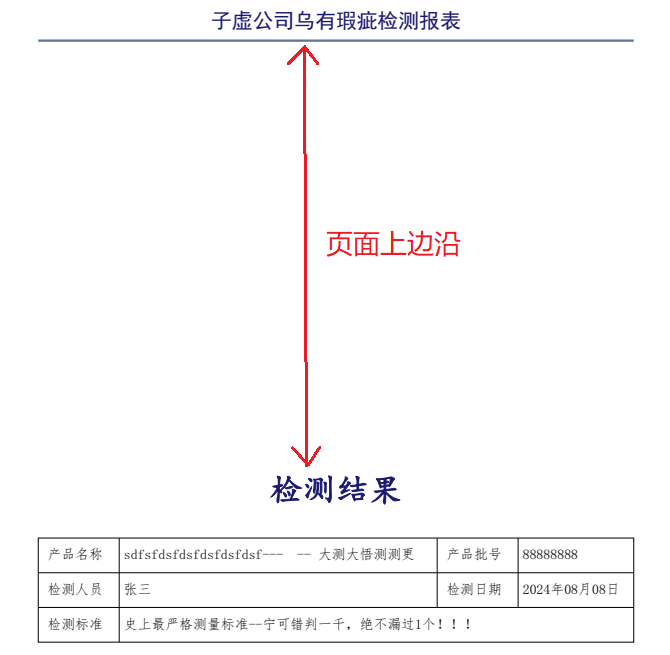 子虚公司乌有瑕疵检测报表
页面上边沿
检测结果
产品名称 sdfsfdsfdsfdsfdsfdsf--- -- 大测大悟测测更 产品批号 88888888
检测人员 张三 检测日期 2024年08月08日
检测标准 史上最严格测量标准--宁可错判一千，绝不漏过1个！！！